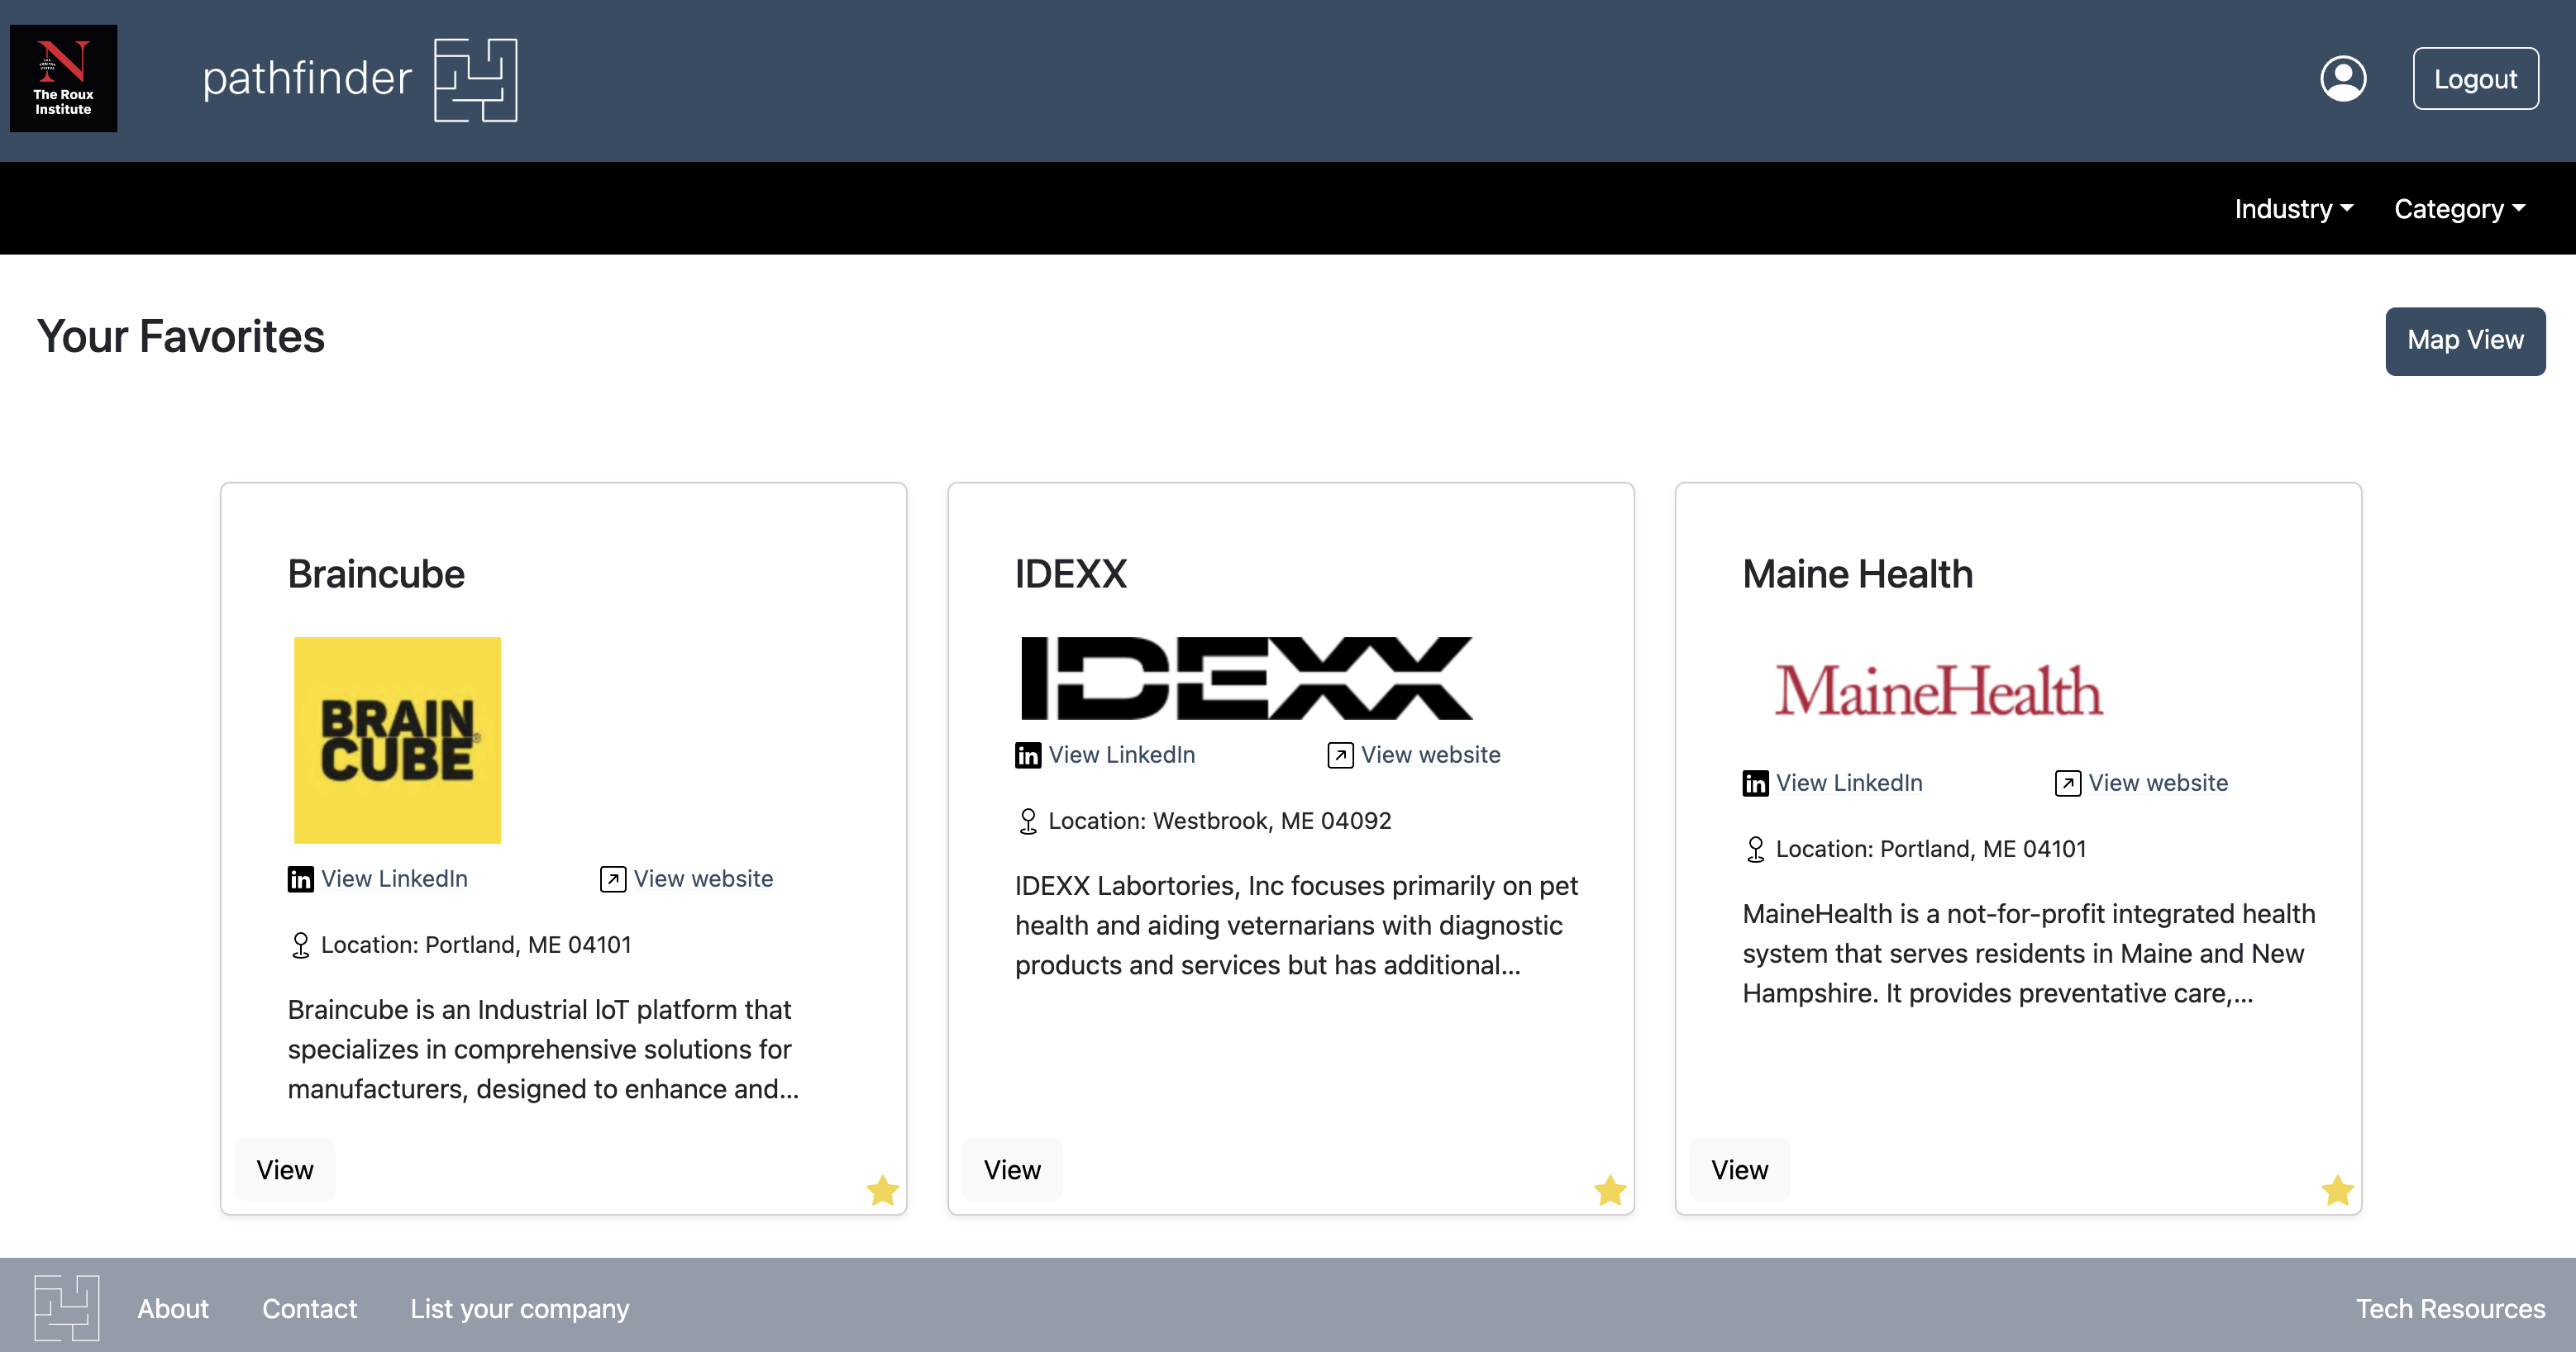 N
The Roux
Institute
pathfinder
Logout
Industry
Category
Your Favorites
Map View
Braincube
BRAIN
CUBE
in View LinkedIn
View website
Location: Portland, ME 04101
Braincube is an Industrial IoT platform that
specializes in comprehensive solutions for
manufacturers, designed to enhance and...
View
IDEXX
IDEXX
in View LinkedIn
View website
Location: Westbrook, ME 04092
IDEXX Labortories, Inc focuses primarily on pet
health and aiding veternarians with diagnostic
products and services but has additional...
View
Maine Health
MaineHealth
in View LinkedIn
View website
Location: Portland, ME 04101
MaineHealth is a not-for-profit integrated health
system that serves residents in Maine and New
Hampshire. It provides preventative care,...
View
About
Contact
List your company
Tech Resources